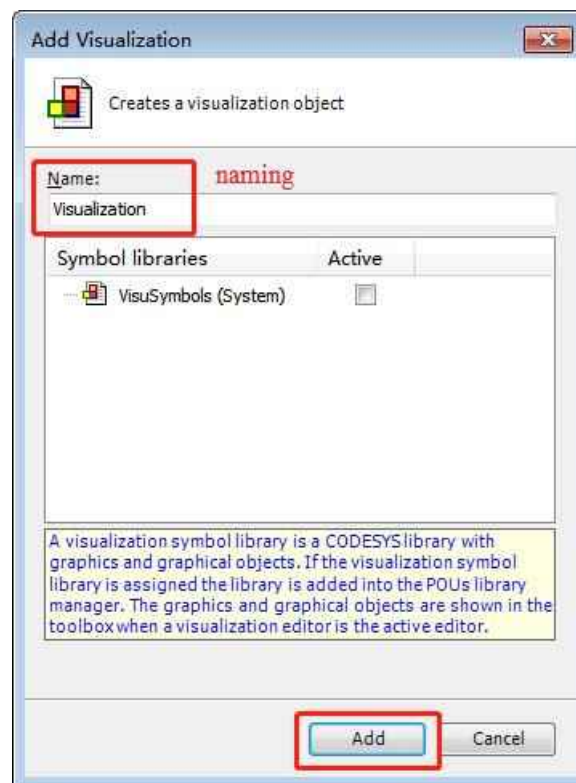 Add Visualization
Creates a visualization object
Name:
naming
Visualization
Symbol libraries Active
VisuSymbols (System)
A visualization symbol library is a CODESYS library with
graphics and graphical objects. If the visualization symbol
library is assigned the library is added into the POUs library
manager. The graphics and graphical objects are shown in the
toolbox when a visualization editor is the active editor.
Add Cancel